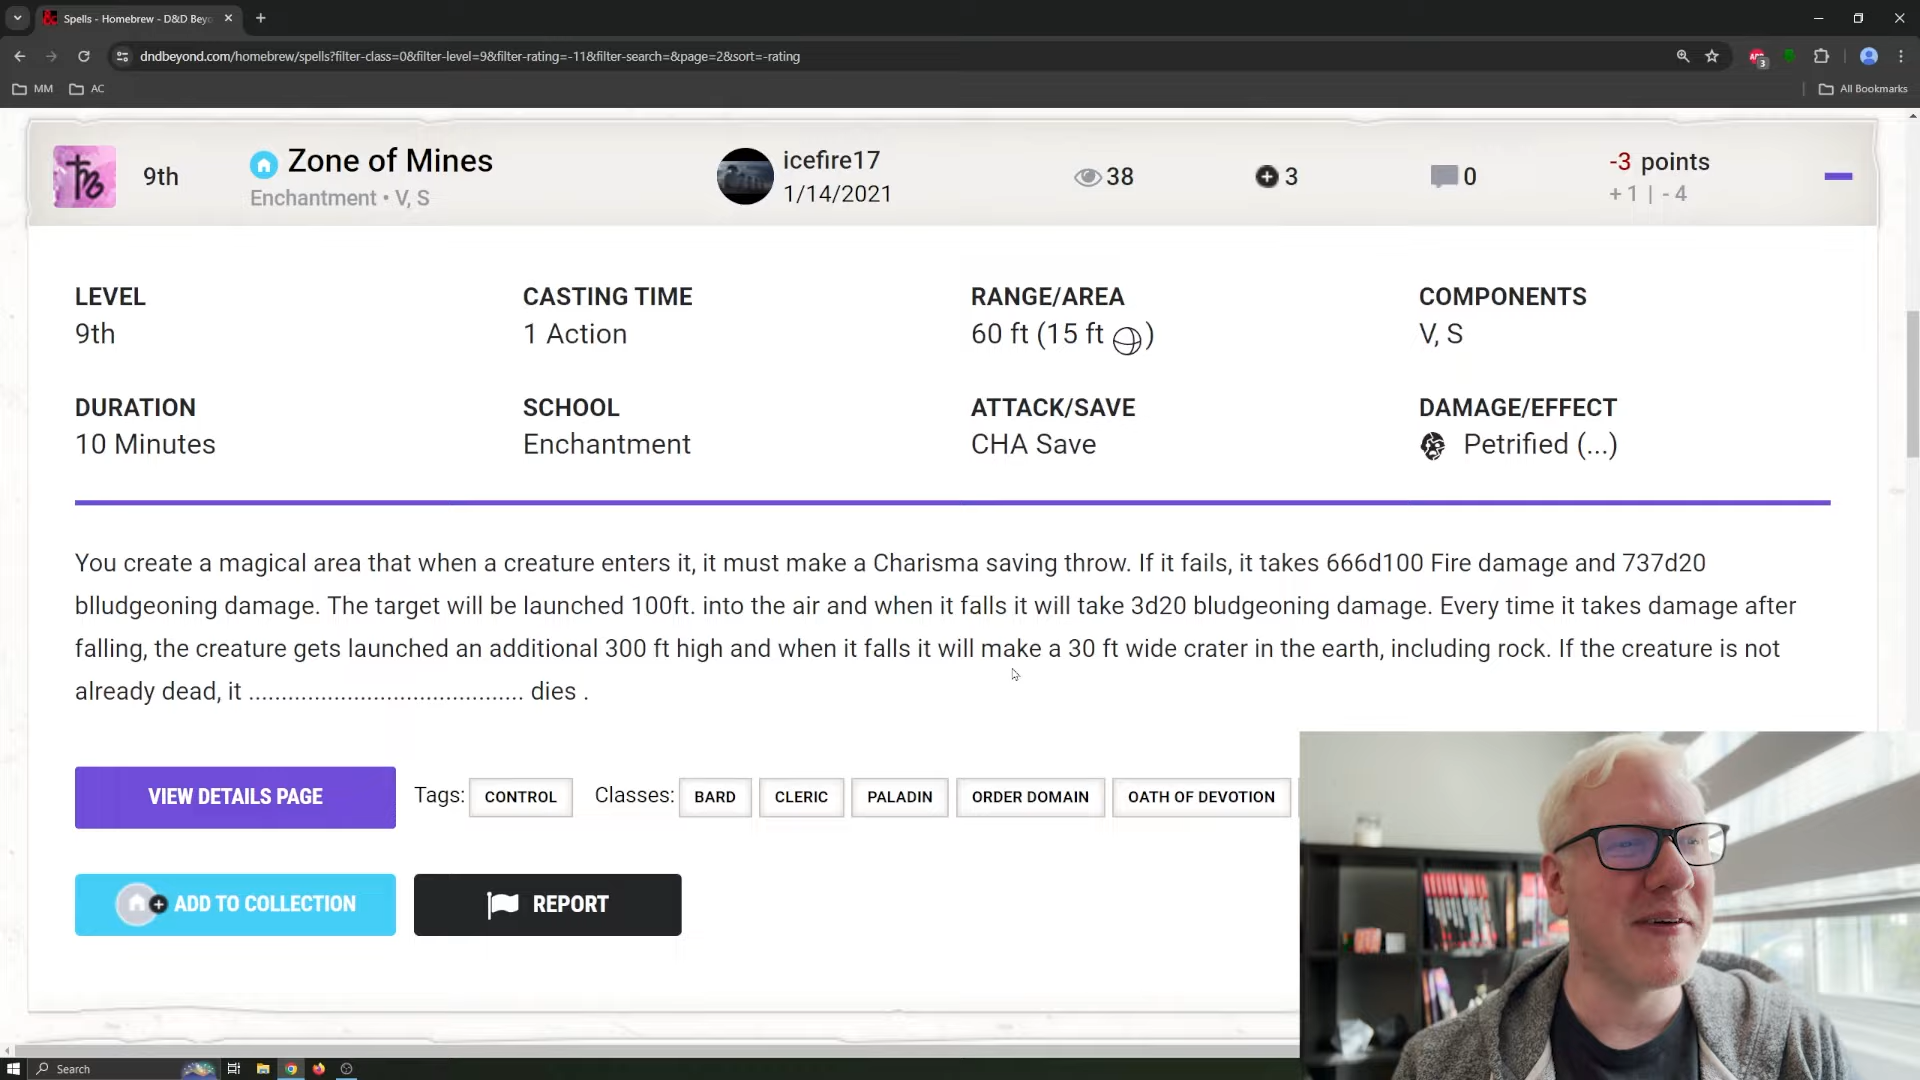 Spells - Homebrew - D&D Bey
dndbeyond.com/homebrew/spells?filter-class=0&filter-level=9&filter-rating=-11&filter-search=&page=2&sort=-rating
3
MM
AC
All Bookmarks
9th
Zone of Mines
Enchantment • V, S
icefire17
1/14/2021
38
3
0
-3 points
+ 1 | - 4
LEVEL
9th
CASTING TIME
1 Action
RANGE/AREA
60 ft (15 ft )
COMPONENTS
V, S
DURATION
10 Minutes
SCHOOL
Enchantment
ATTACK/SAVE
CHA Save
DAMAGE/EFFECT
Petrified (...)
You create a magical area that when a creature enters it, it must make a Charisma saving throw. If it fails, it takes 666d100 Fire damage and 737d20
blludgeoning damage. The target will be launched 100ft. into the air and when it falls it will take 3d20 bludgeoning damage. Every time it takes damage after
falling, the creature gets launched an additional 300 ft high and when it falls it will make a 30 ft wide crater in the earth, including rock. If the creature is not
already dead, it .......................................... dies .
VIEW DETAILS PAGE
Tags: CONTROL Classes: BARD CLERIC PALADIN ORDER DOMAIN OATH OF DEVOTION
ADD TO COLLECTION
REPORT
Search